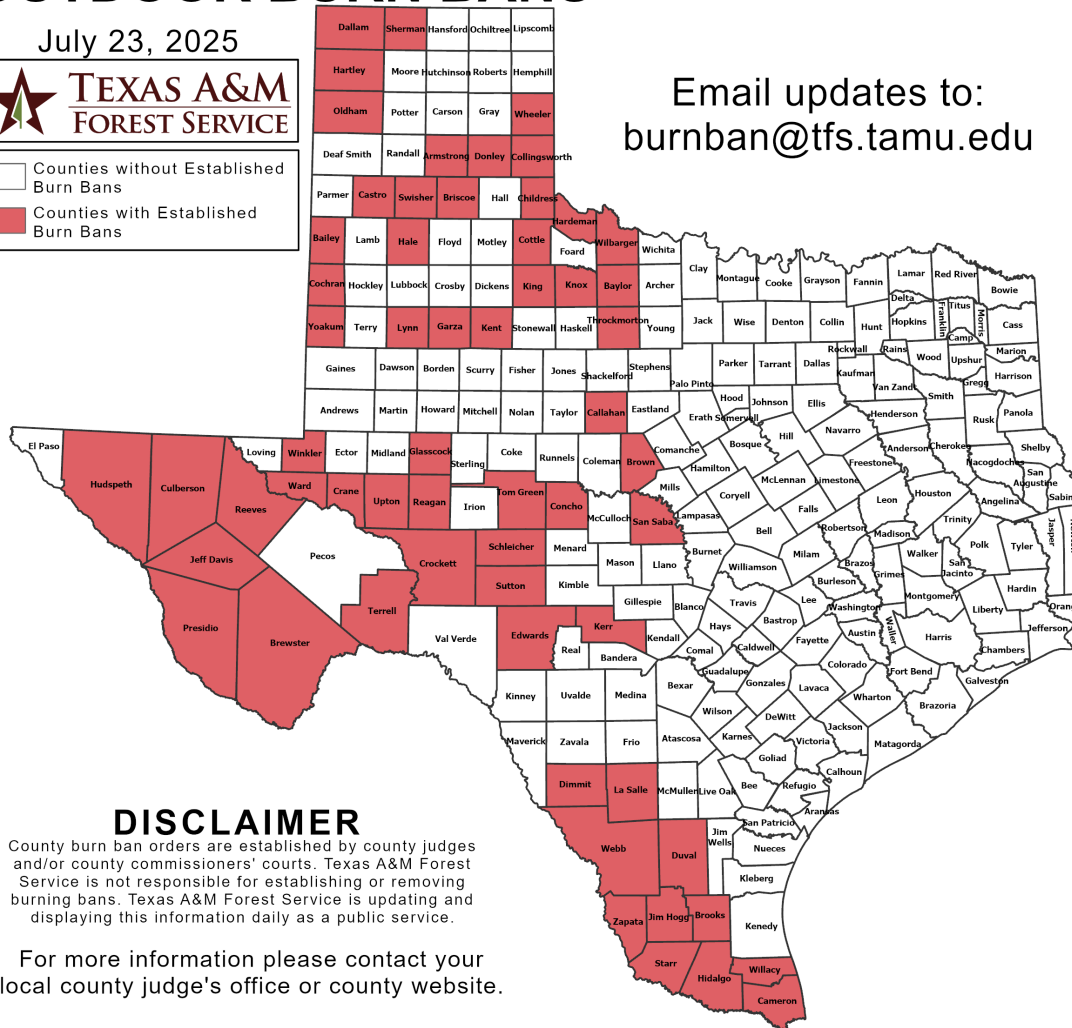 July 23, 2025
TEXAS A&M
FOREST SERVICE
Counties without Established
Burn Bans
Counties with Established
Burn Bans
Email updates to:
burnban@tfs.tamu.edu
Dallam Sherman Hansford Ochiltree Lipscomb
Hartley Moore Hutchinson Roberts Hemphill
Oldham Potter Carson Gray Wheeler
Deaf Smith Randall Armstrong Donley Collingsworth
Parmer Castro Swisher Briscoe Hall Childress
Hardeman
Bailey Lamb Hale Floyd Motley Cottle Foard Wilbarger Wichita
Clay Montague Cooke Grayson Fannin Lamar Red River Bowie
Cochran Hockley Lubbock Crosby Dickens King Knox Baylor Archer
Delta Franklin Titus Morris
Yoakum Terry Lynn Garza Kent Stonewall Haskell Throckmorton Young Jack Wise Denton Collin Hunt Hopkins Camp Cass
Rockwall Rains Wood Upshur Marion
Gaines Dawson Borden Scurry Fisher Jones Shackelford Stephens Palo Pinto Parker Tarrant Dallas Kaufman Van Zandt Gregg Harrison
Andrews Martin Howard Mitchell Nolan Taylor Callahan Eastland Erath Hood Somervell Johnson Ellis Henderson Smith Rusk Panola
El Paso Loving Winkler Ector Midland Glasscock Sterling Coke Runnels Coleman Brown Comanche Bosque Hill Navarro Anderson Cherokee Shelby
Hamilton Freestone Nacogdoches San
Augustine Sabin
Hudspeth Culberson Reeves Ward Crane Upton Reagan Irion Tom Green Concho McCulloch San Saba Mills Lampasas Coryell McLennan Limestone Leon Houston Angelina
Falls Robertson Madison Trinity Jasper
Jeff Davis Pecos Crockett Schleicher Menard Mason Llano Burnet Bell Milam Brazos Grimes Walker San
Jacinto Polk Tyler
Sutton Kimble Williamson Burleson Montgomery Hardin
Presidio Brewster Terrell Val Verde Edwards Kerr Gillespie Blanco Travis Lee Washington Waller Liberty Orang
Real Bandera Kendall Hays Bastrop Fayette Austin Harris Jefferson
Comal Caldwell Colorado Chambers
Kinney Uvalde Medina Bexar Guadalupe Gonzales Lavaca Wharton Fort Bend Galveston
Wilson DeWitt Jackson Brazoria
Maverick Zavala Frio Atascosa Karnes Victoria Matagorda
Goliad Calhoun
Dimmit La Salle McMullen Live Oak Bee Refugio Aransas
San Patricio
Webb Duval Jim
Wells Nueces
Kleberg
Zapata Jim Hogg Brooks Kenedy
Starr Hidalgo Willacy
Cameron
DISCLAIMER
County burn ban orders are established by county judges
and/or county commissioners' courts. Texas A&M Forest
Service is not responsible for establishing or removing
burning bans. Texas A&M Forest Service is updating and
displaying this information daily as a public service.
For more information please contact your
local county judge's office or county website.